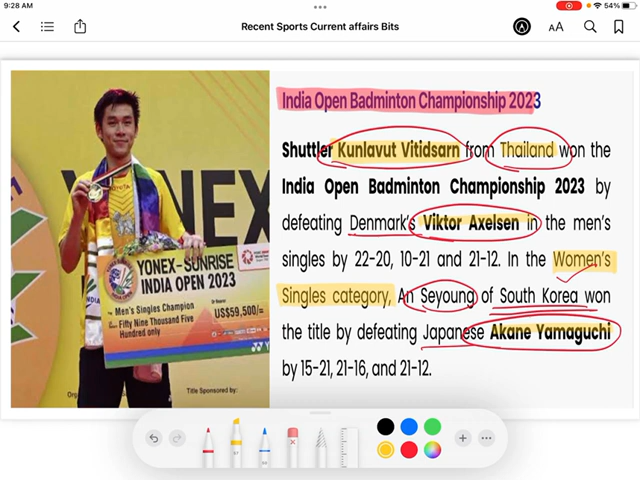 9:28 AM
54%
Recent Sports Current affairs Bits
AA
India Open Badminton Championship 2023
Shuttler Kunlavut Vitidsarn from Thailand won the
India Open Badminton Championship 2023 by
defeating Denmark's Viktor Axelsen in the men's
singles by 22-20, 10-21 and 21-12. In the Women's
Singles category, An Seyoung of South Korea won
the title by defeating Japanese Akane Yamaguchi
by 15-21, 21-16, and 21-12.
YONEX
YONEX-SUNRISE
INDIA OPEN 2023
Men's Singles Champion
Fifty Nine Thousand Five
Hundred only
US$59,500/=
YONEX
Title Sponsored by: